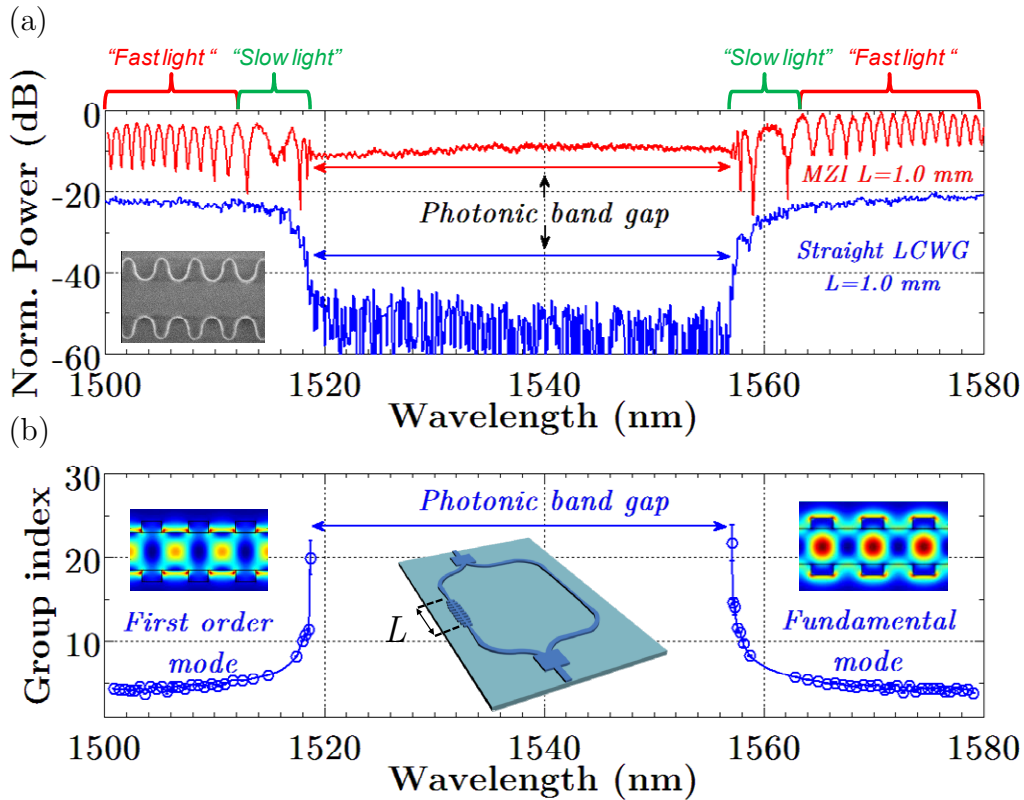 (a)
“Fast light “ “Slow light” “Slow light” “Fast light “
Norm. Power (dB)
0
-20
-40
-60
MZI L=1.0 mm
Photonic band gap
Straight LCWG
L=1.0 mm
1500 1520 1540 1560 1580
Wavelength (nm)
(b)
Group index
30
20
10
Photonic band gap
First order
mode
L
Fundamental
mode
1500 1520 1540 1560 1580
Wavelength (nm)